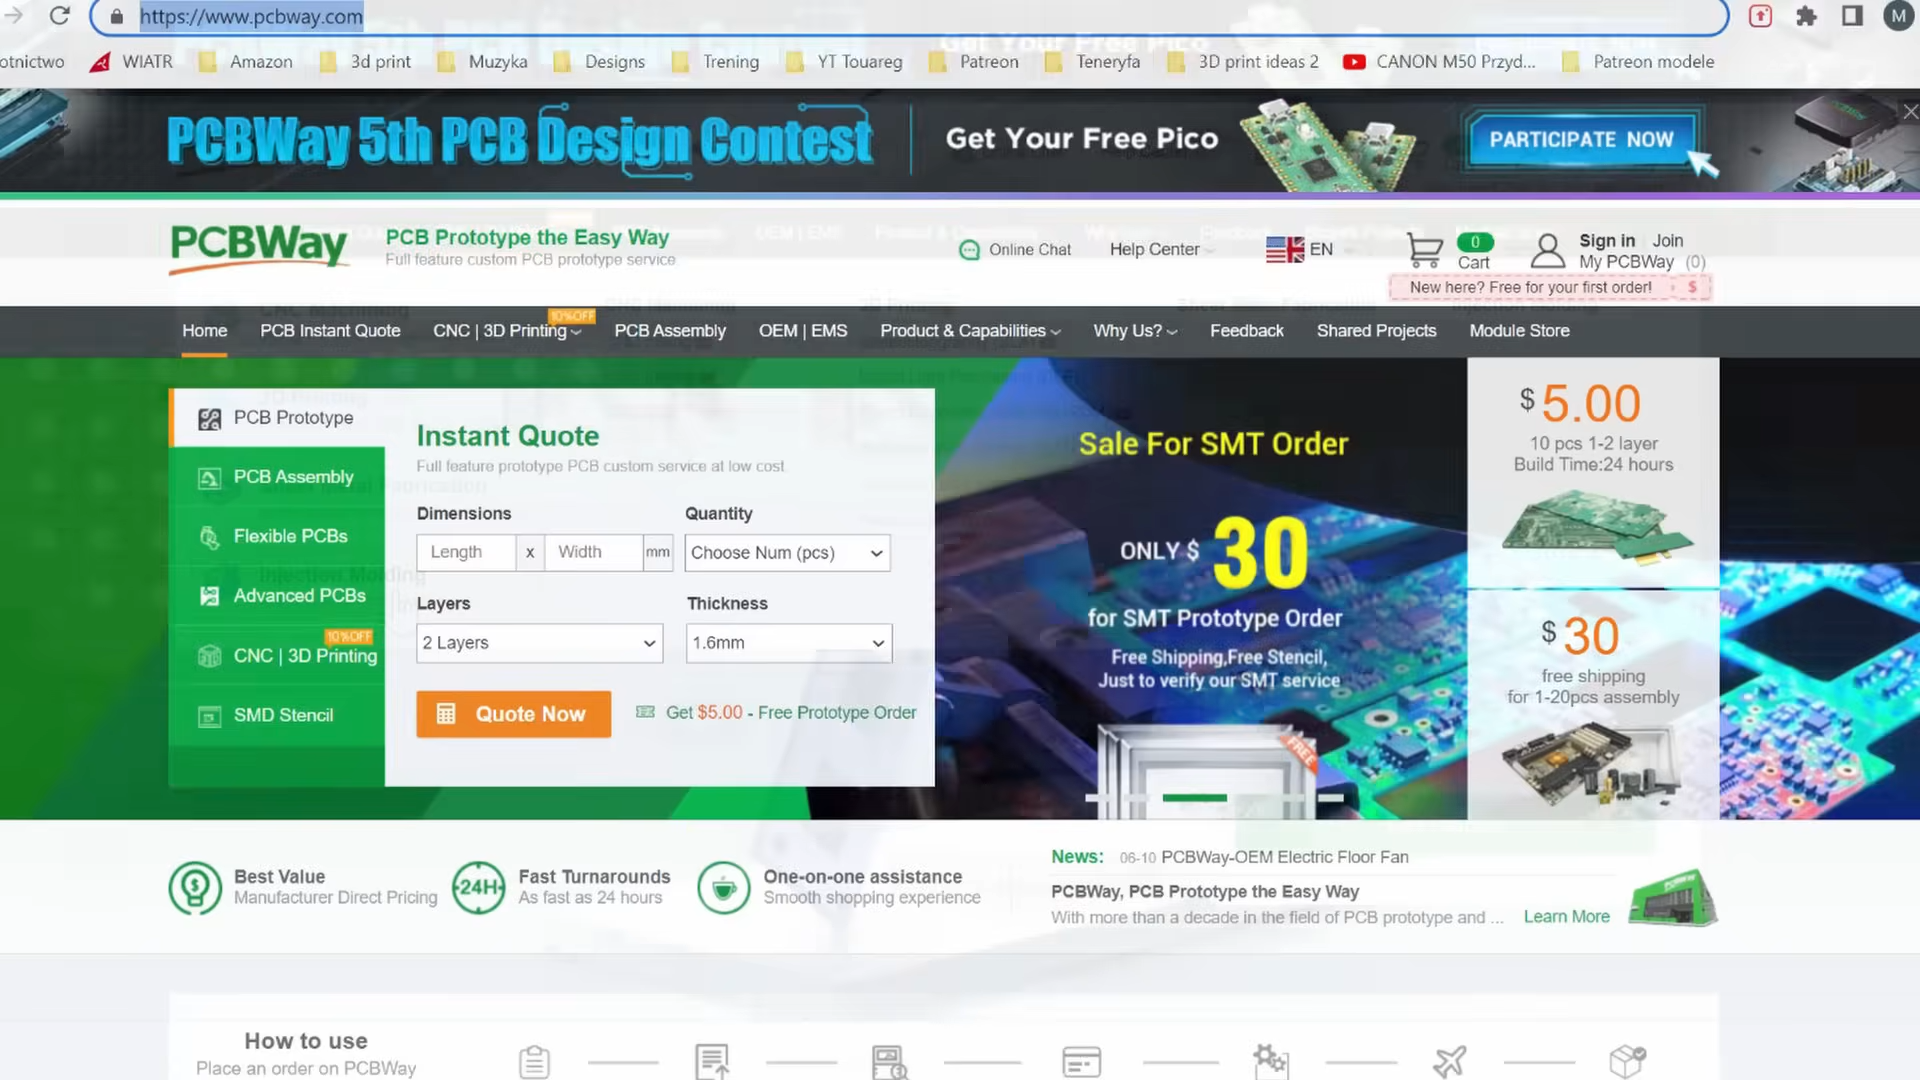 https://www.pcbway.com
M
otnictwo
WIATR
Amazon
3d print
Muzyka
Designs
Trening
YT Touareg
Patreon
Teneryfa
3D print ideas 2
CANON M50 Przyd...
Patreon modele
PCBWay 5th PCB Design Contest
Get Your Free Pico
PARTICIPATE NOW
PCBWay
PCB Prototype the Easy Way
Full feature custom PCB prototype service
Online Chat
Help Center
EN
0
Cart
Sign in Join
My PCBWay (0)
New here? Free for your first order! $
Home
PCB Instant Quote
CNC | 3D Printing
10%OFF
PCB Assembly
OEM | EMS
Product & Capabilities
Why Us?
Feedback
Shared Projects
Module Store
PCB Prototype
PCB Assembly
Flexible PCBs
Advanced PCBs
10%OFF
CNC | 3D Printing
SMD Stencil
Instant Quote
Full feature prototype PCB custom service at low cost
Dimensions
Quantity
Length x Width mm
Choose Num (pcs)
Layers
Thickness
2 Layers
1.6mm
Quote Now
Get $5.00 - Free Prototype Order
Sale For SMT Order
ONLY $ 30
for SMT Prototype Order
Free Shipping,Free Stencil,
Just to verify our SMT service
FREE
$ 5.00
10 pcs 1-2 layer
Build Time:24 hours
$ 30
free shipping
for 1-20pcs assembly
Best Value
Manufacturer Direct Pricing
24H
Fast Turnarounds
As fast as 24 hours
One-on-one assistance
Smooth shopping experience
News: 06-10 PCBWay-OEM Electric Floor Fan
PCBWay, PCB Prototype the Easy Way
With more than a decade in the field of PCB prototype and ... Learn More
How to use
Place an order on PCBWay